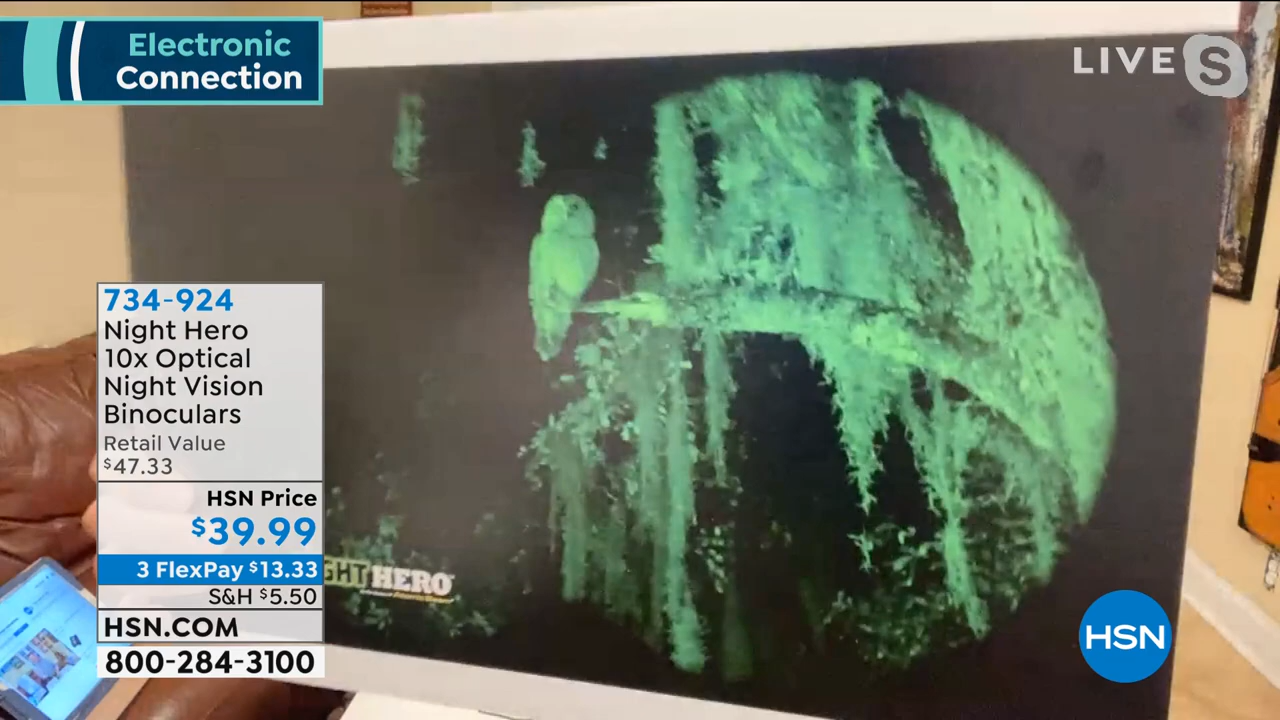 Electronic
Connection
LIVE S
734-924
Night Hero
10x Optical
Night Vision
Binoculars
Retail Value
$47.33
HSN Price
$39.99
3 FlexPay $13.33
S&H $5.50
HSN.COM
800-284-3100
GHT HERO
HSN